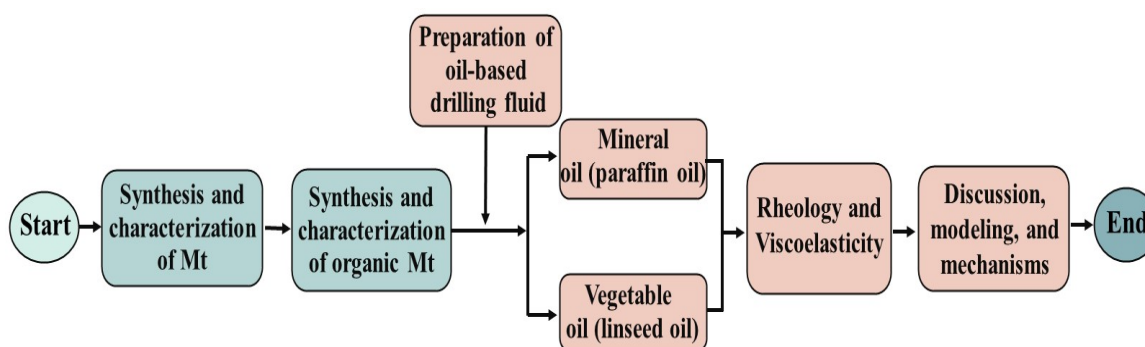 Start
Synthesis and
characterization
of Mt
Synthesis and
characterization
of organic Mt
Preparation of
oil-based
drilling fluid
Mineral
oil (paraffin oil)
Vegetable
oil (linseed oil)
Rheology and
Viscoelasticity
Discussion,
modeling, and
mechanisms
End